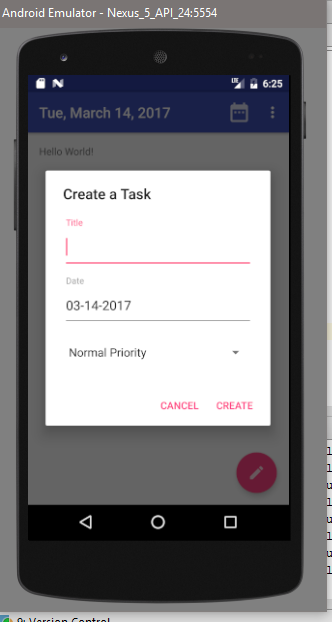 Android Emulator - Nexus_5_API_24:5554
LTE 6:25
Tue, March 14, 2017
Hello World!
Create a Task
Title
Date
03-14-2017
Normal Priority
CANCEL CREATE
9: Version Control